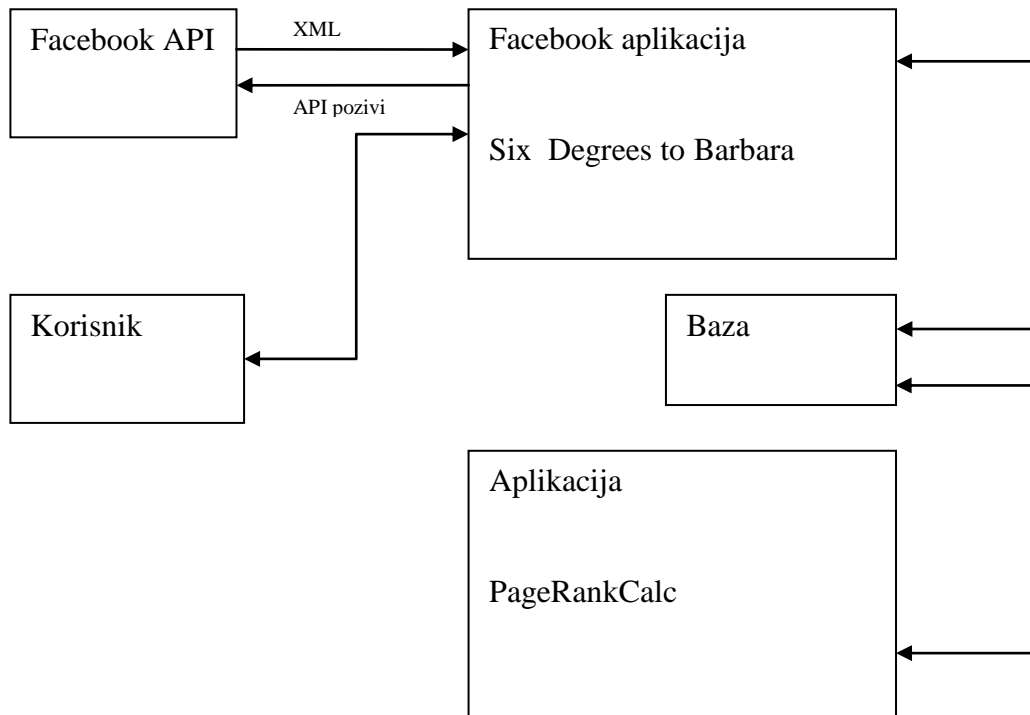 Facebook API
XML
API pozivi
Facebook aplikacija
Six Degrees to Barbara
Korisnik
Baza
Aplikacija
PageRankCalc